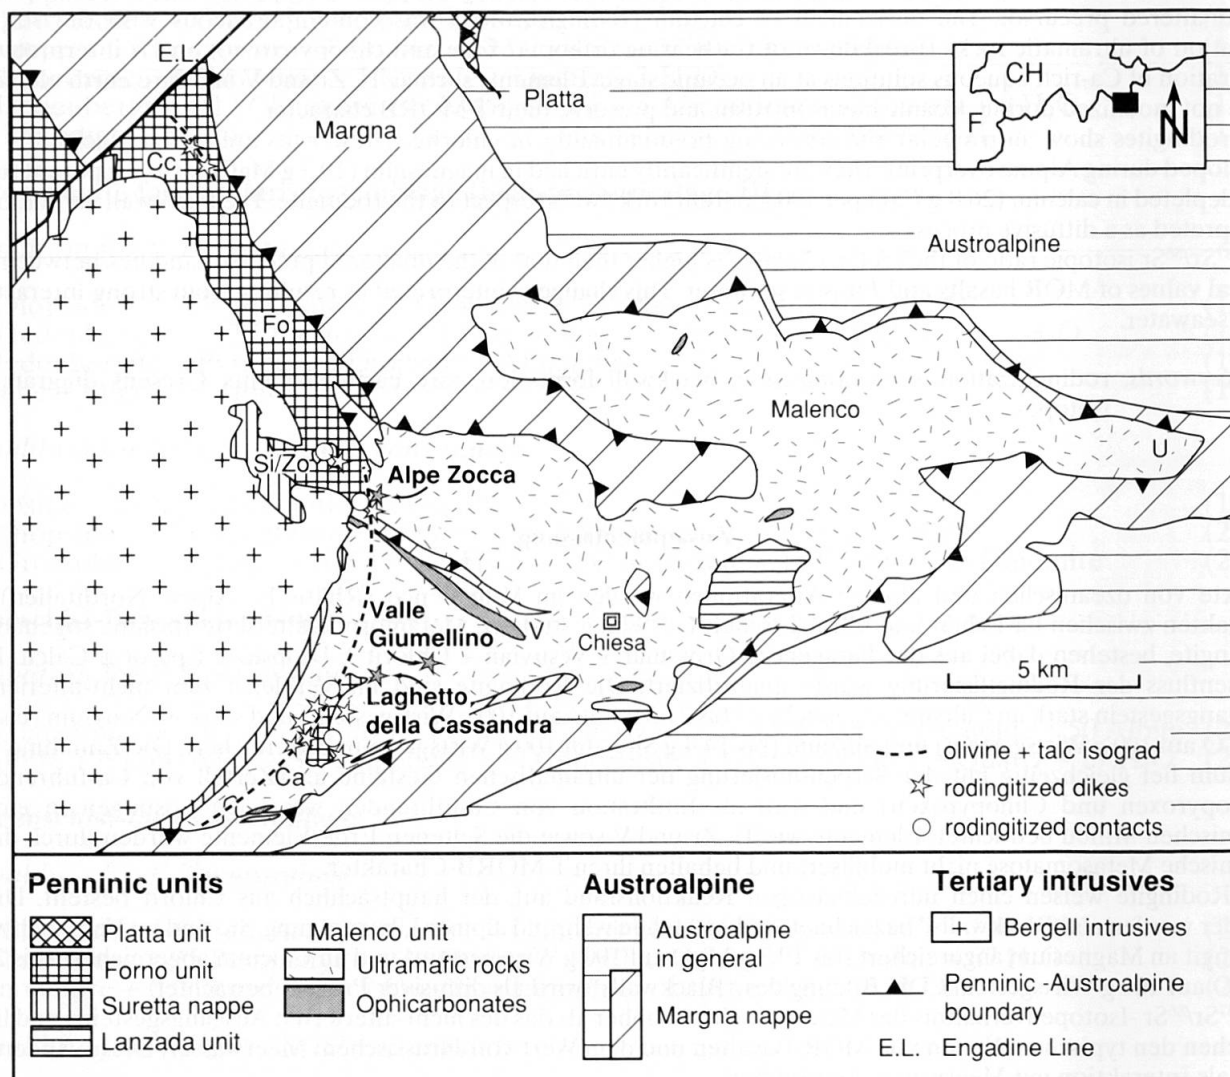 E.L.
Platta
Margna
CH
F
I
N
Cc
Austroalpine
Fo
Malenco
U
Si/Zo
Alpe Zocca
Valle
Giumellino
D
V
Chiesa
5 km
Laghetto
della Cassandra
Ca
olivine + talc isograd
rodingitized dikes
rodingitized contacts
Penninic units
Platta unit
Forno unit
Suretta nappe
Lanzada unit
Malenco unit
Ultramafic rocks
Ophicarbonates
Austroalpine
Austroalpine
in general
Margna nappe
Tertiary intrusives
Bergell intrusives
Penninic -Austroalpine
boundary
E.L. Engadine Line